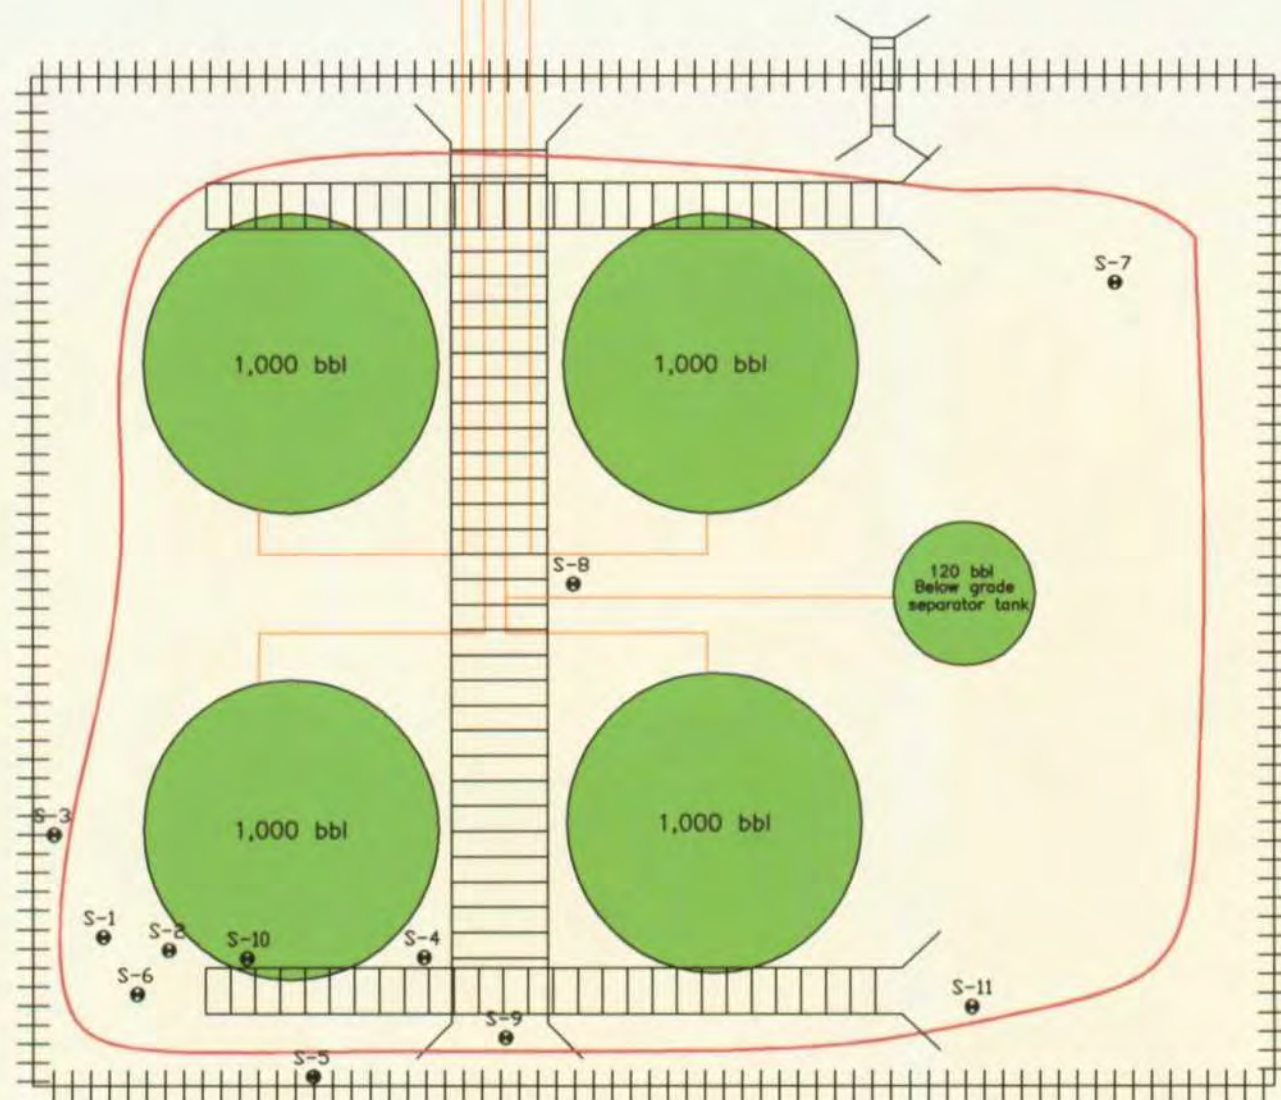 S-7
1,000 bbl
1,000 bbl
S-8
120 bbl
Below grade
separator tank
S-3
1,000 bbl
1,000 bbl
S-1
S-2
S-10
S-4
S-6
S-11
S-9
S-5